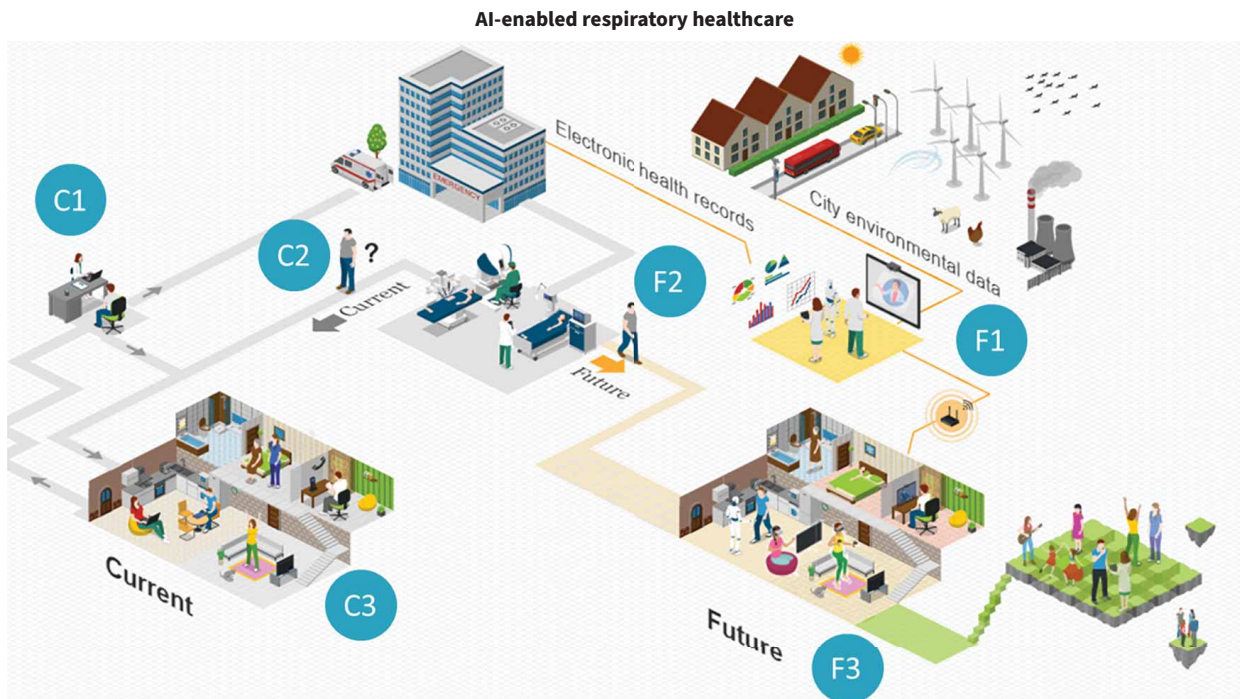 AI-enabled respiratory healthcare
EMERGENCY
Electronic health records
City environmental data
C1
C2
?
Current
F2
Future
F1
Current
C3
Future
F3